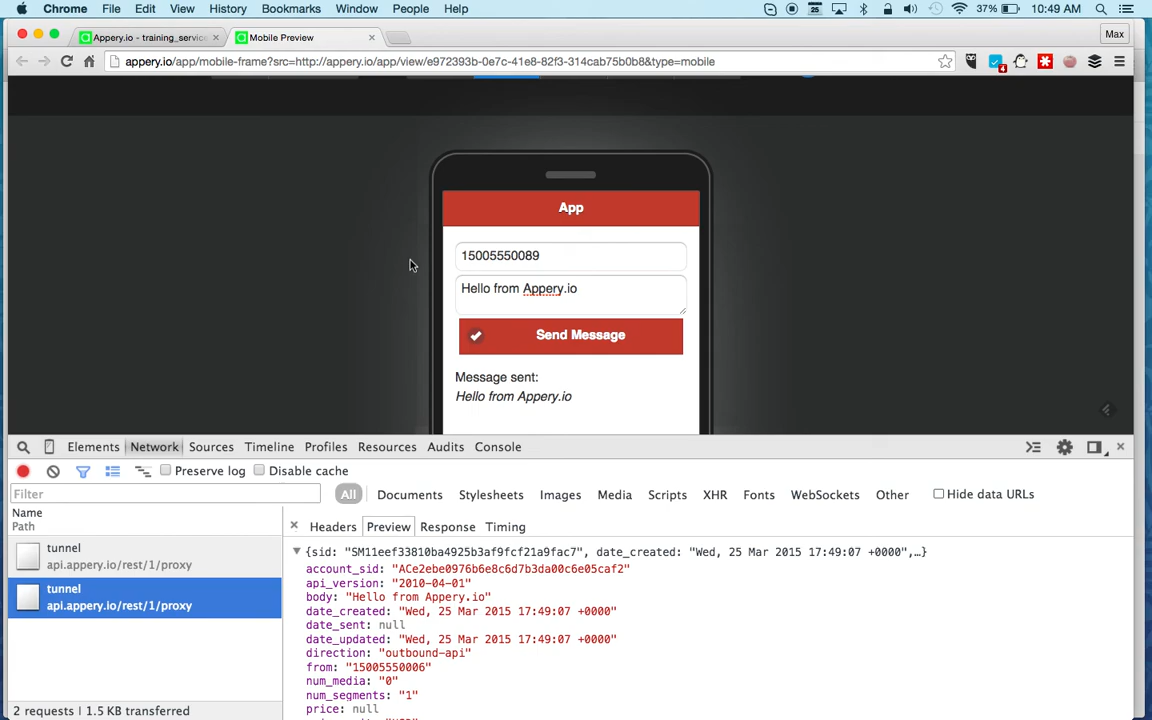 Chrome File Edit View History Bookmarks Window People Help 25 37% 10:49 AM
Appery.io - training_service × Mobile Preview × Max
appery.io/app/mobile-frame?src=http://appery.io/app/view/e972393b-0e7c-41e8-82f3-314cab75b0b8&type=mobile 4
App
15005550089
Hello from Appery.io
Send Message
Message sent:
Hello from Appery.io
Elements Network Sources Timeline Profiles Resources Audits Console
Preserve log Disable cache
Filter All Documents Stylesheets Images Media Scripts XHR Fonts WebSockets Other Hide data URLs
Name
Path
× Headers Preview Response Timing
tunnel
api.appery.io/rest/1/proxy
tunnel
api.appery.io/rest/1/proxy
{sid: "SM11eef33810ba4925b3af9fcf21a9fac7", date_created: "Wed, 25 Mar 2015 17:49:07 +0000",…}
account_sid: "ACe2ebe0976b6e8c6d7b3da00c6e05caf2"
api_version: "2010-04-01"
body: "Hello from Appery.io"
date_created: "Wed, 25 Mar 2015 17:49:07 +0000"
date_sent: null
date_updated: "Wed, 25 Mar 2015 17:49:07 +0000"
direction: "outbound-api"
from: "15005550006"
num_media: "0"
num_segments: "1"
price: null
2 requests | 1.5 KB transferred